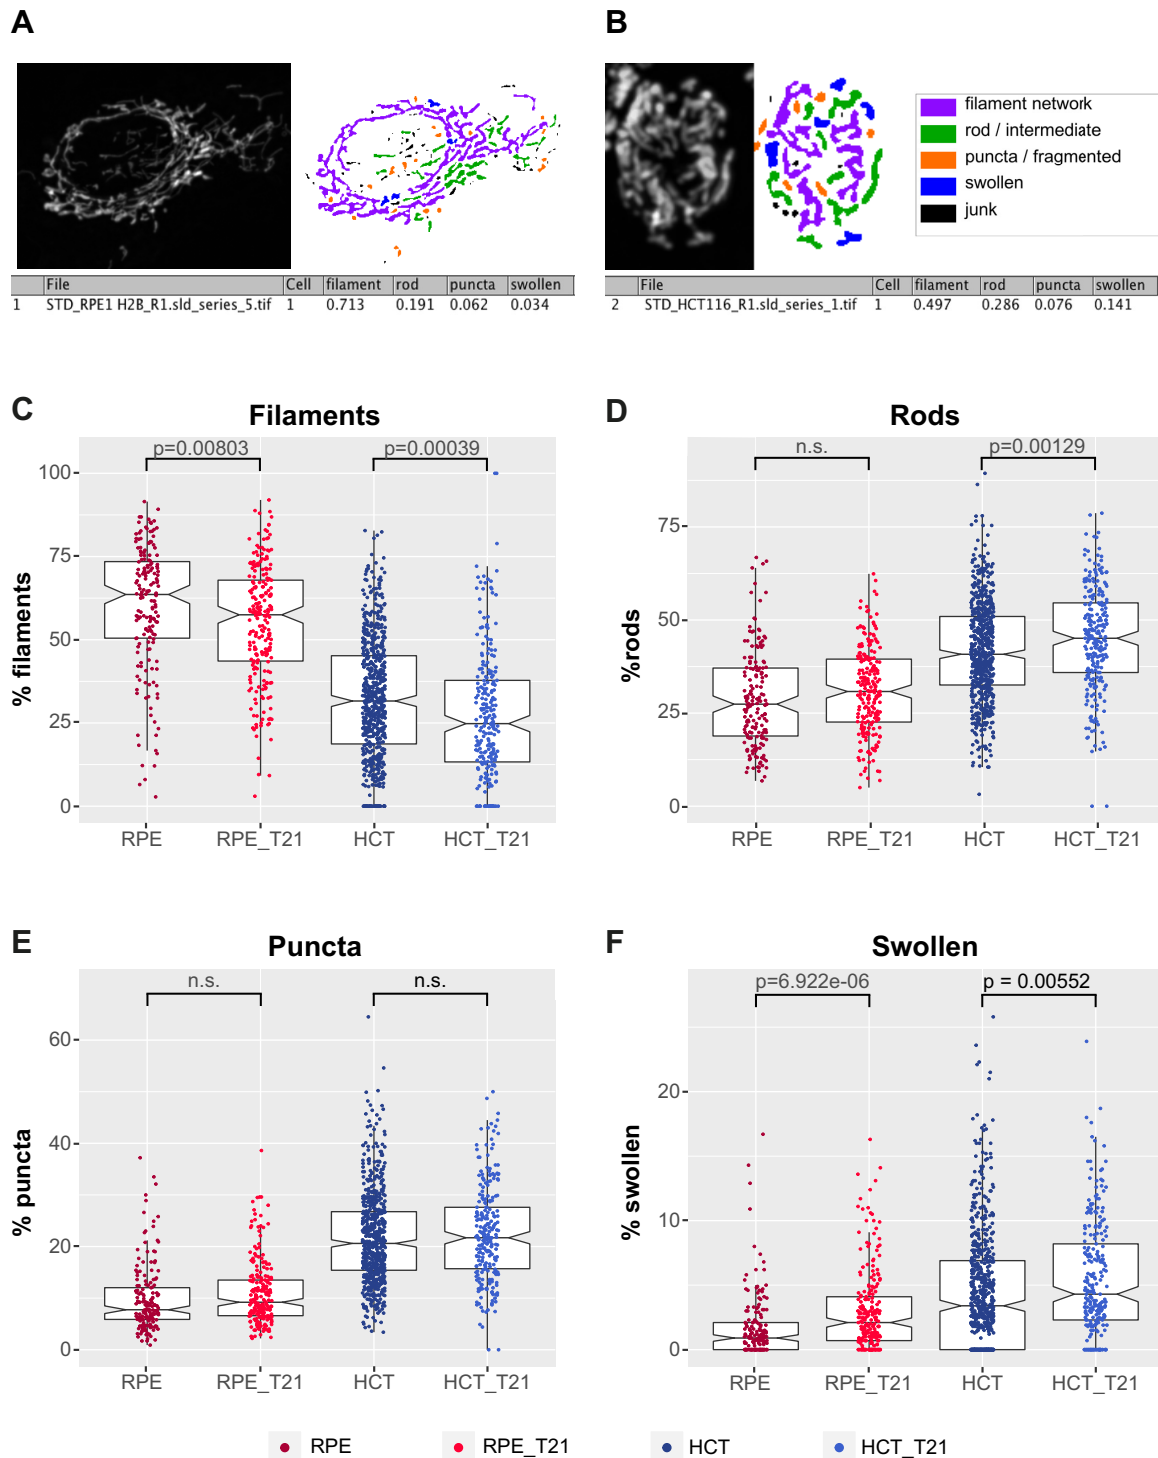 A
B
filament network
rod / intermediate
puncta / fragmented
swollen
junk
File Cell filament rod puncta swollen
1 STD_RPE1 H2B_R1.sld_series_5.tif 1 0.713 0.191 0.062 0.034
File Cell filament rod puncta swollen
2 STD_HCT116_R1.sld_series_1.tif 1 0.497 0.286 0.076 0.141
C
Filaments
p=0.00803
p=0.00039
% filaments
100
75
50
25
0
RPE RPE_T21 HCT HCT_T21
D
Rods
n.s.
p=0.00129
%rods
75
50
25
0
RPE RPE_T21 HCT HCT_T21
E
Puncta
n.s.
n.s.
% puncta
60
40
20
0
RPE RPE_T21 HCT HCT_T21
F
Swollen
p=6.922e-06
p = 0.00552
% swollen
20
10
0
RPE RPE_T21 HCT HCT_T21
RPE RPE_T21 HCT HCT_T21